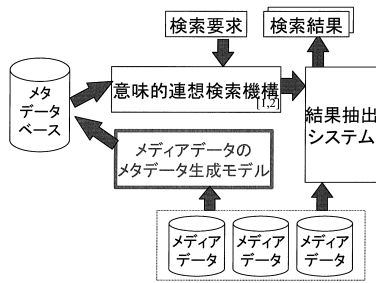 検索要求
検索結果
メタ
データ
ベース
意味的連想検索機構
[1,2]
結果抽出
システム
メディアデータの
メタデータ生成モデル
メディア
データ
メディア
データ
メディア
データ